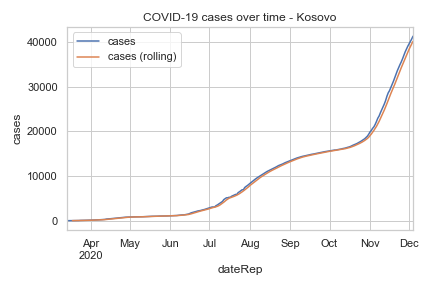 COVID-19 cases over time - Kosovo
cases
cases (rolling)
40000
30000
20000
10000
0
cases
Apr May Jun Jul Aug Sep Oct Nov Dec
2020
dateRep